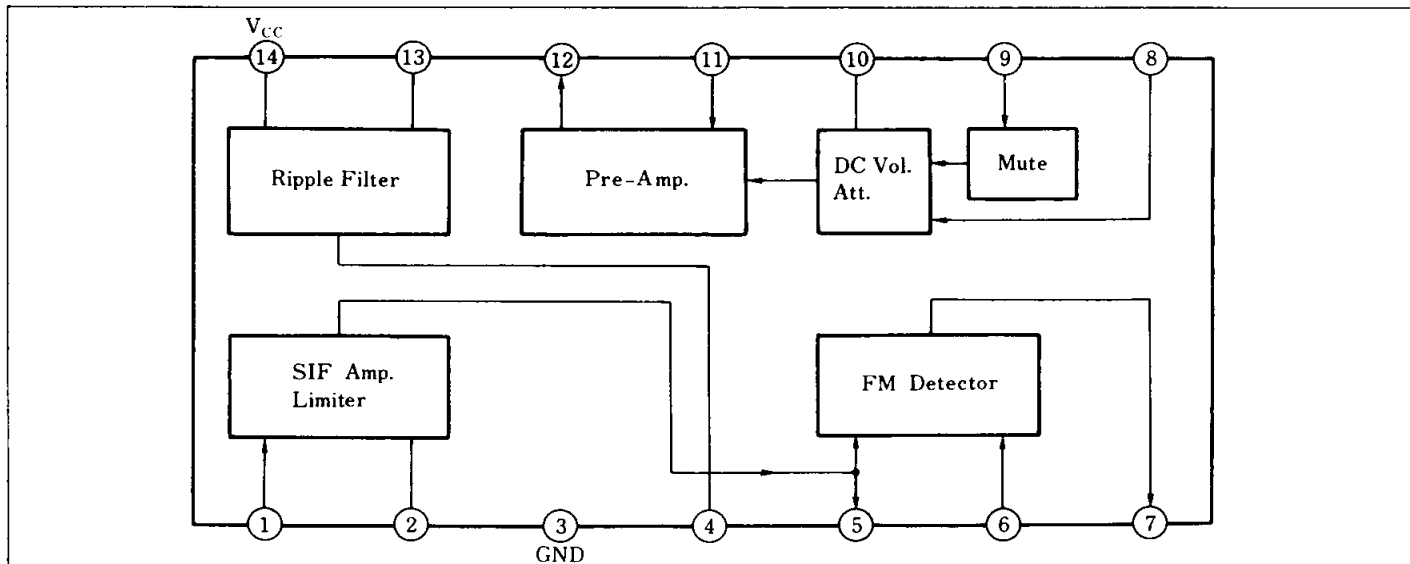 VCC
14 13 12 11 10 9 8
Ripple Filter
Pre-Amp.
DC Vol.
Att.
Mute
SIF Amp.
Limiter
FM Detector
1 2 3 4 5 6 7
GND